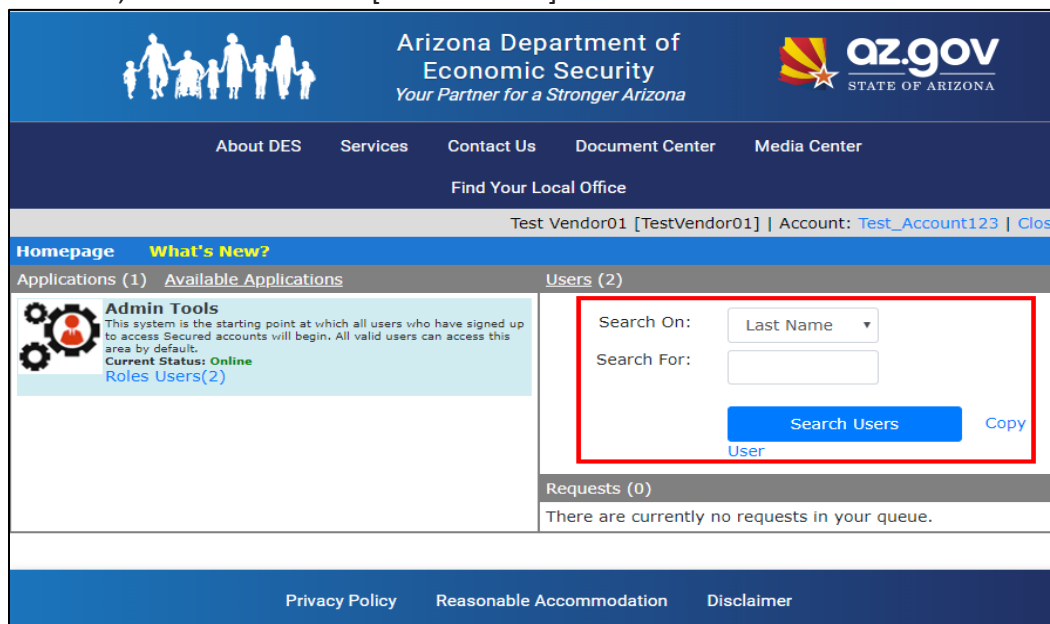 Arizona Department of
Economic Security
Your Partner for a Stronger Arizona
az.gov
STATE OF ARIZONA
About DES Services Contact Us Document Center Media Center
Find Your Local Office
Test Vendor01 [TestVendor01] | Account: Test_Account123 | Clos
Homepage What's New?
Applications (1) Available Applications
Admin Tools
This system is the starting point at which all users who have signed up
to access Secured accounts will begin. All valid users can access this
area by default.
Current Status: Online
Roles Users(2)
Users (2)
Search On: Last Name
Search For:
Search Users Copy
User
Requests (0)
There are currently no requests in your queue.
Privacy Policy Reasonable Accommodation Disclaimer